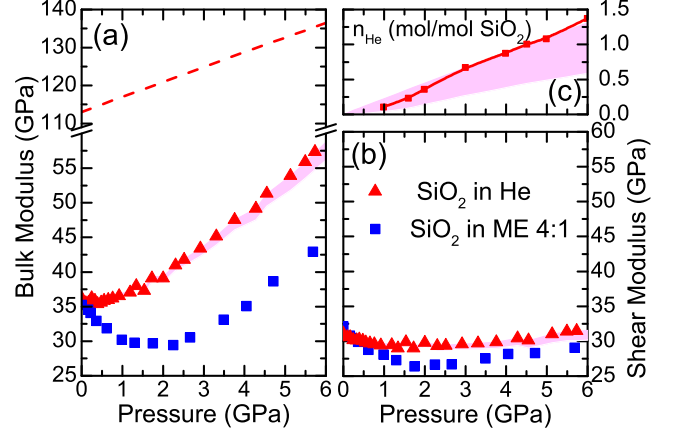 (a)
Bulk Modulus (GPa)
140
130
120
110
55
50
45
40
35
30
25
0 1 2 3 4 5 6
Pressure (GPa)
n_He (mol/mol SiO₂)
(c)
1.5
1.0
0.5
0.0
(b)
SiO₂ in He
SiO₂ in ME 4:1
60
55
50
45
40
35
30
25
Shear Modulus (GPa)
0 1 2 3 4 5 6
Pressure (GPa)